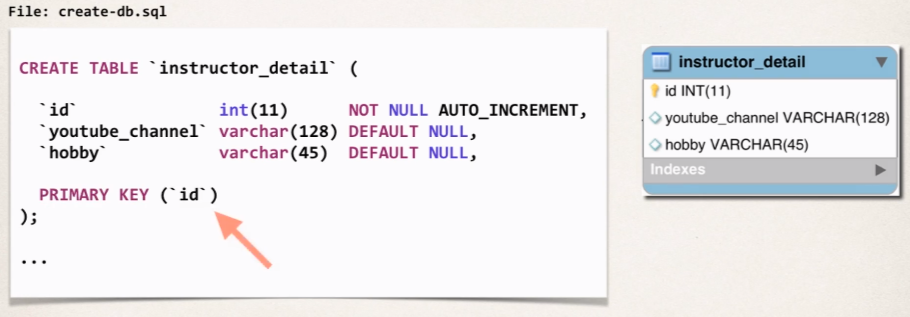 File: create-db.sql
CREATE TABLE `instructor_detail` (
`id` int(11) NOT NULL AUTO_INCREMENT,
`youtube_channel` varchar(128) DEFAULT NULL,
`hobby` varchar(45) DEFAULT NULL,
PRIMARY KEY (`id`)
);
...
instructor_detail
id INT(11)
youtube_channel VARCHAR(128)
hobby VARCHAR(45)
Indexes